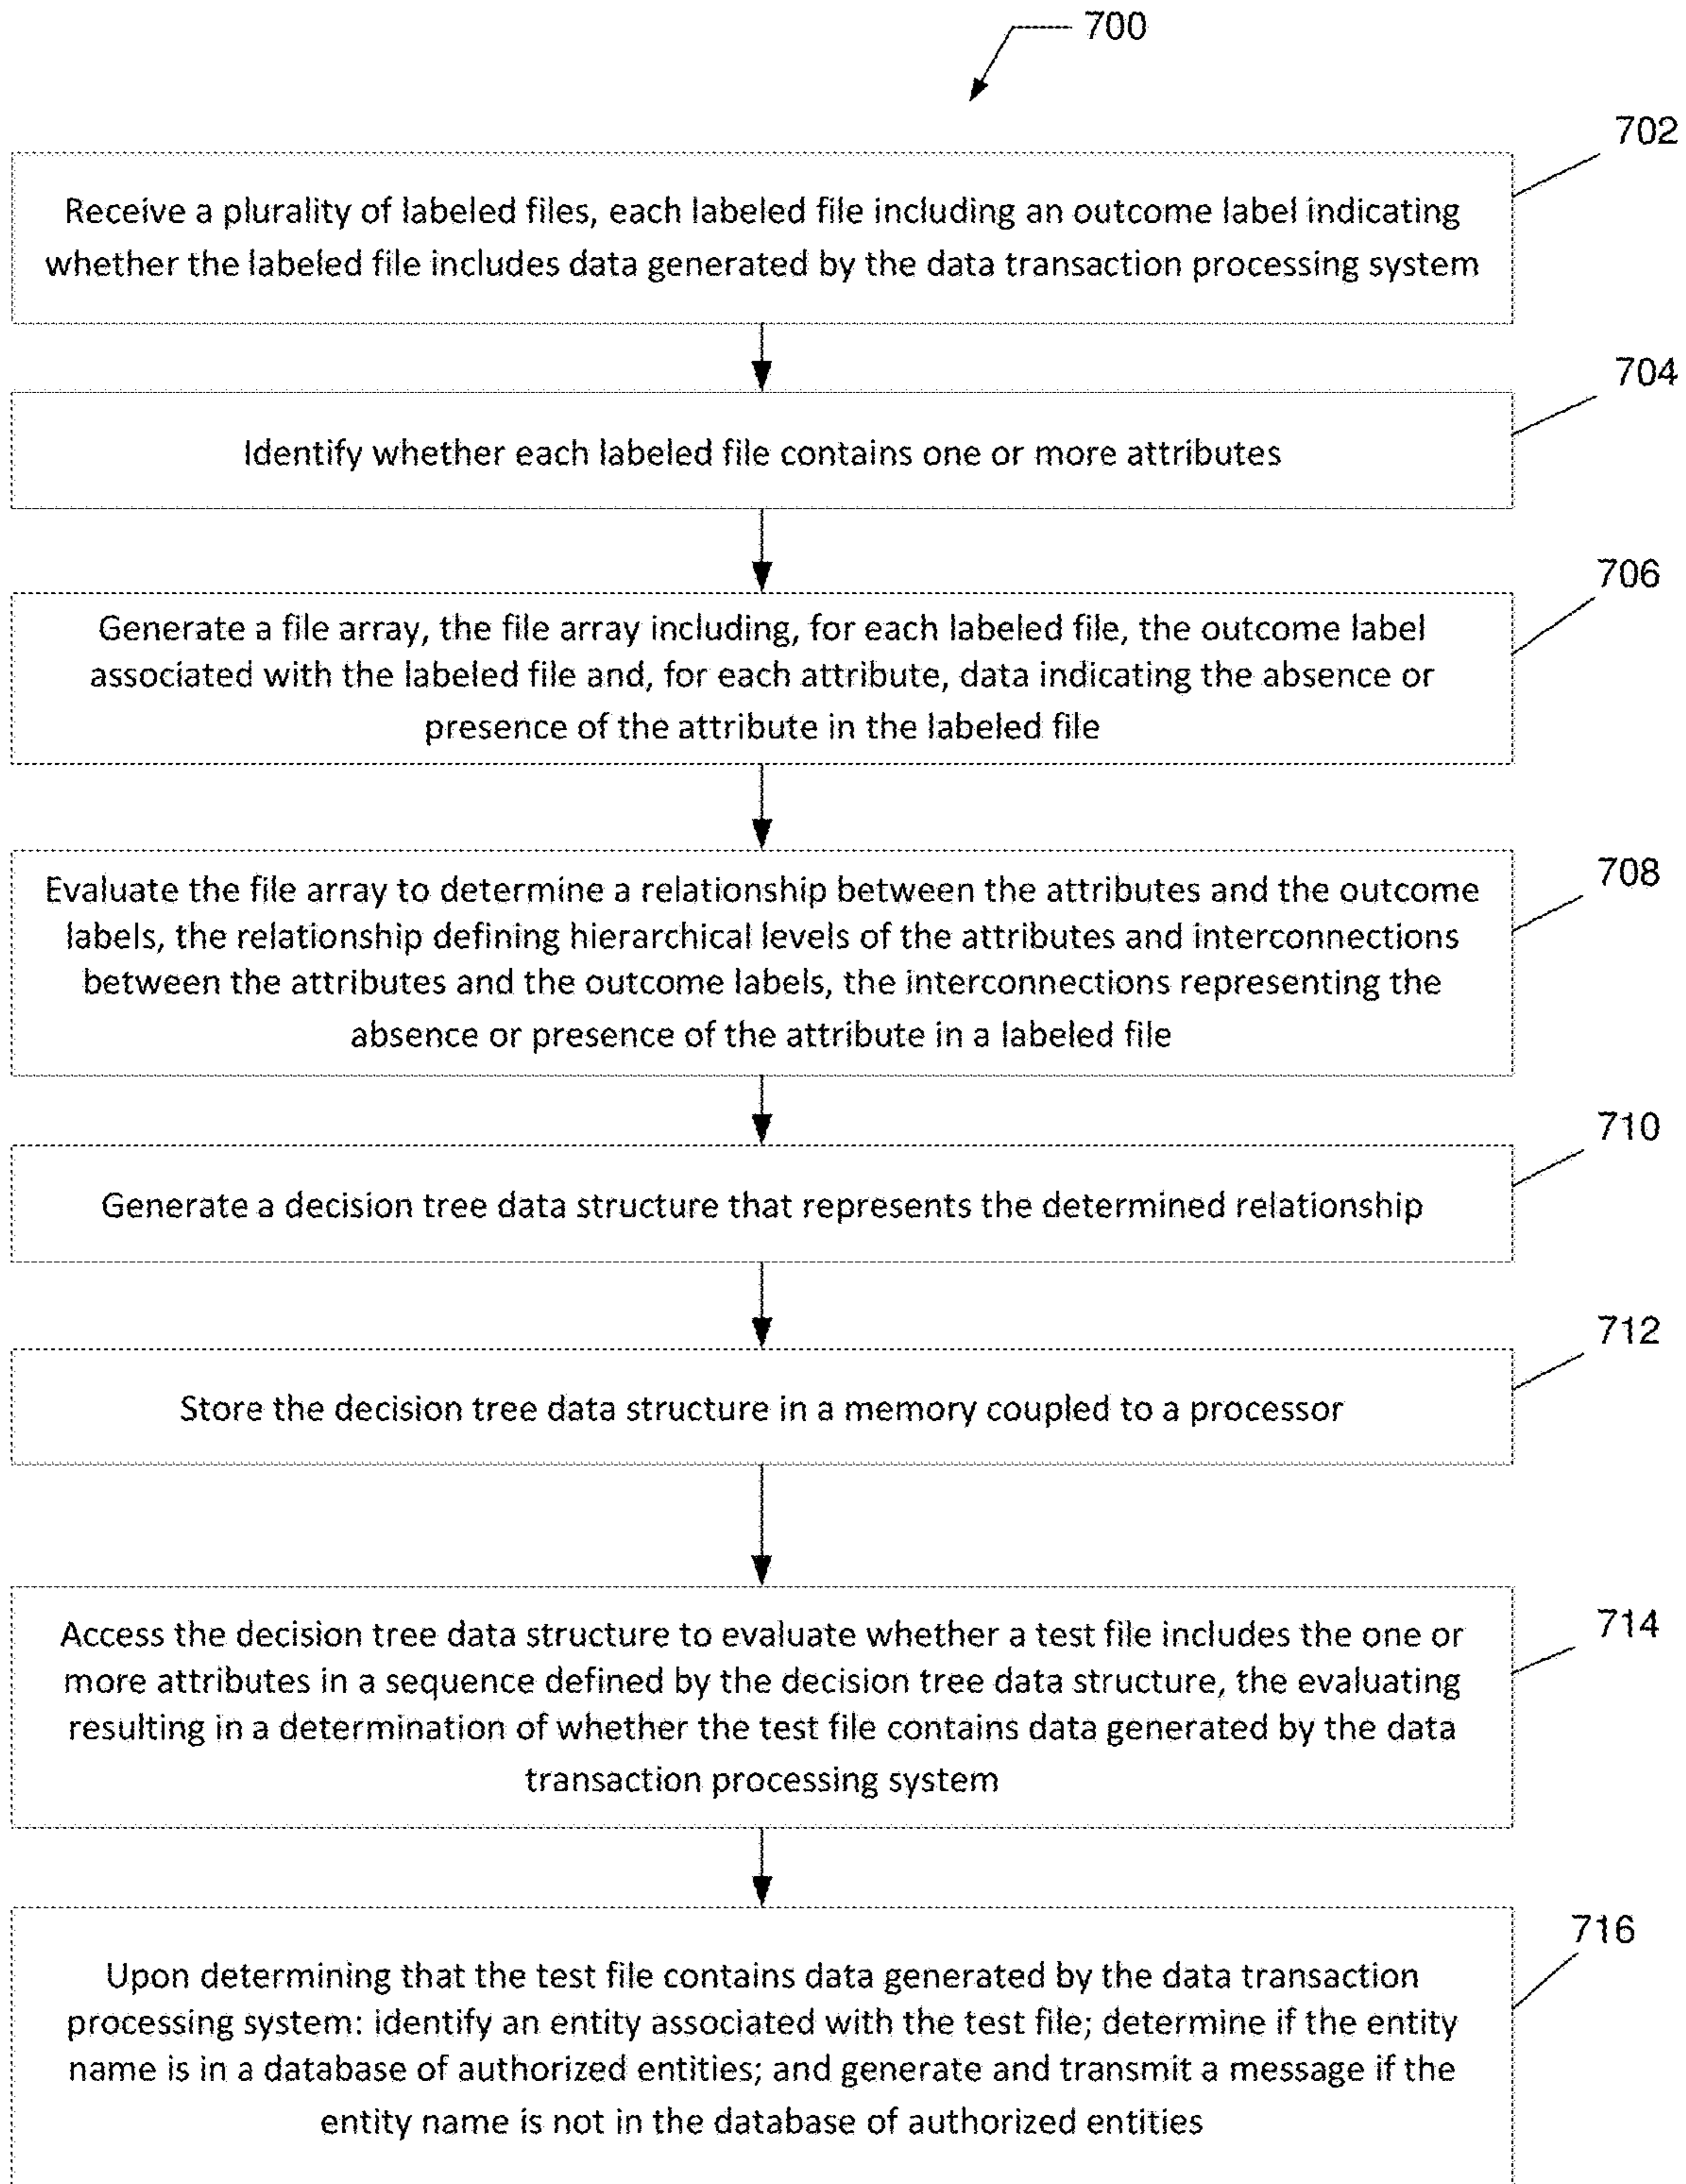 700
702
Receive a plurality of labeled files, each labeled file including an outcome label indicating
whether the labeled file includes data generated by the data transaction processing system
704
Identify whether each labeled file contains one or more attributes
706
Generate a file array, the file array including, for each labeled file, the outcome label
associated with the labeled file and, for each attribute, data indicating the absence or
presence of the attribute in the labeled file
708
Evaluate the file array to determine a relationship between the attributes and the outcome
labels, the relationship defining hierarchical levels of the attributes and interconnections
between the attributes and the outcome labels, the interconnections representing the
absence or presence of the attribute in a labeled file
710
Generate a decision tree data structure that represents the determined relationship
712
Store the decision tree data structure in a memory coupled to a processor
714
Access the decision tree data structure to evaluate whether a test file includes the one or
more attributes in a sequence defined by the decision tree data structure, the evaluating
resulting in a determination of whether the test file contains data generated by the data
transaction processing system
716
Upon determining that the test file contains data generated by the data transaction
processing system: identify an entity associated with the test file; determine if the entity
name is in a database of authorized entities; and generate and transmit a message if the
entity name is not in the database of authorized entities